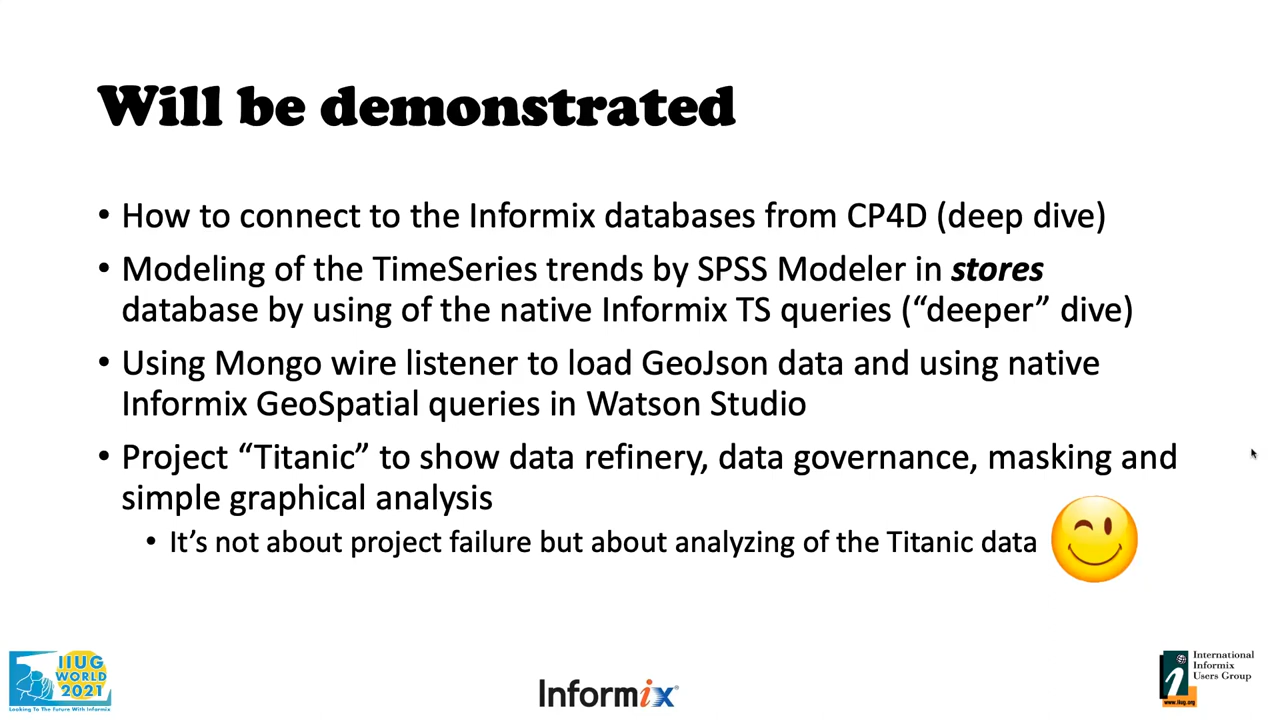 Will be demonstrated
• How to connect to the Informix databases from CP4D (deep dive)
• Modeling of the TimeSeries trends by SPSS Modeler in stores
database by using of the native Informix TS queries (“deeper” dive)
• Using Mongo wire listener to load GeoJson data and using native
Informix GeoSpatial queries in Watson Studio
• Project “Titanic” to show data refinery, data governance, masking and
simple graphical analysis
• It’s not about project failure but about analyzing of the Titanic data
IIUG
WORLD
2021
Looking To The Future With Informix
Informix
i
www.iiug.org
International
Informix
Users Group